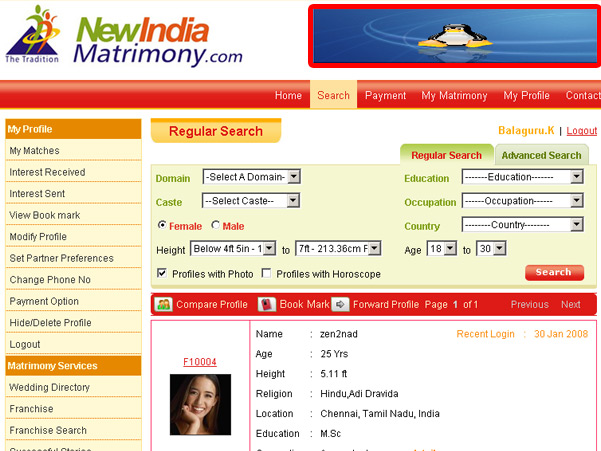 NewIndia
Matrimony.com
The Tradition
Home Search Payment My Matrimony My Profile Contact
My Profile
My Matches
Interest Received
Interest Sent
View Book mark
Modify Profile
Set Partner Preferences
Change Phone No
Payment Option
Hide/Delete Profile
Logout
Matrimony Services
Wedding Directory
Franchise
Franchise Search
Successful Stories
Regular Search
Balaguru.K | Logout
Regular Search Advanced Search
Domain -Select A Domain- Education -------Education-------
Caste --Select Caste-- Occupation ------Occupation------
Female Male Country --------Country--------
Height Below 4ft 5in - 1 to 7ft - 213.36cm F Age 18 to 30
Profiles with Photo Profiles with Horoscope Search
Compare Profile Book Mark Forward Profile Page 1 of 1 Previous Next
F10004
Name : zen2nad Recent Login : 30 Jan 2008
Age : 25 Yrs
Height : 5.11 ft
Religion : Hindu,Adi Dravida
Location : Chennai, Tamil Nadu, India
Education : M.Sc